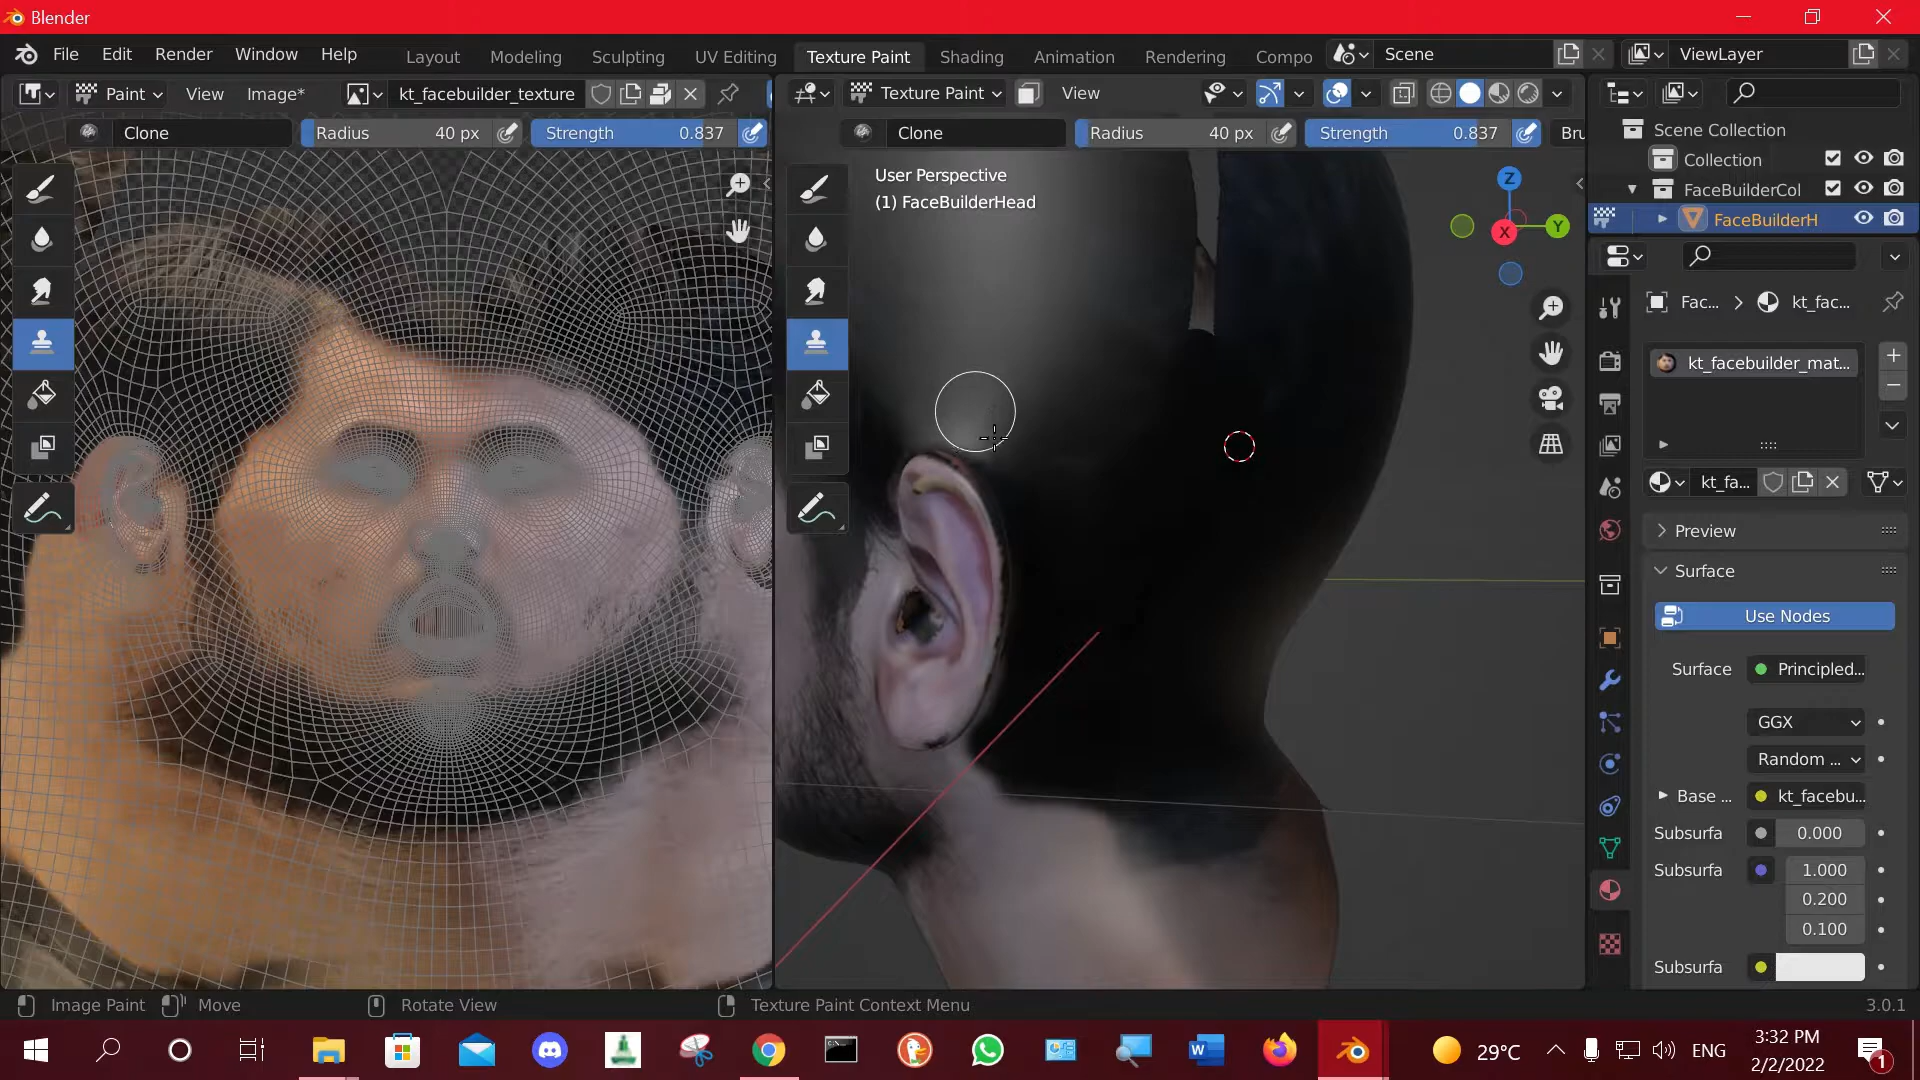 Blender
File Edit Render Window Help Layout Modeling Sculpting UV Editing Texture Paint Shading Animation Rendering Compo Scene ViewLayer
Paint View Image* kt_facebuilder_texture Texture Paint View
Clone Radius 40 px Strength 0.837 Clone Radius 40 px Strength 0.837 Bru
User Perspective
(1) FaceBuilderHead
Z
Y
X
Scene Collection
Collection
FaceBuilderCol
FaceBuilderH
Fac... kt_fac...
kt_facebuilder_mat...
kt_fa...
Preview
Surface
Use Nodes
Surface Principled...
GGX
Random ...
Base ... kt_facebu...
Subsurfa 0.000
Subsurfa 1.000
0.200
0.100
Subsurfa
Image Paint Move Rotate View Texture Paint Context Menu 3.0.1
29°C ENG 3:32 PM
2/2/2022
1